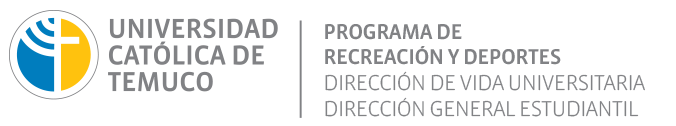 UNIVERSIDAD
CATÓLICA DE
TEMUCO
PROGRAMA DE
RECREACIÓN Y DEPORTES
DIRECCIÓN DE VIDA UNIVERSITARIA
DIRECCIÓN GENERAL ESTUDIANTIL